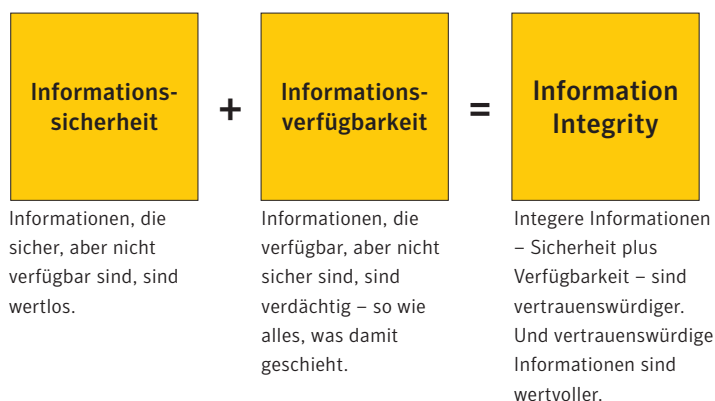 Informations-
sicherheit
+
Informations-
verfügbarkeit
=
Information
Integrity
Informationen, die
sicher, aber nicht
verfügbar sind, sind
wertlos.
Informationen, die
verfügbar, aber nicht
sicher sind, sind
verdächtig – so wie
alles, was damit
geschieht.
Integere Informationen
– Sicherheit plus
Verfügbarkeit – sind
vertrauenswürdiger.
Und vertrauenswürdige
Informationen sind
wertvoller.